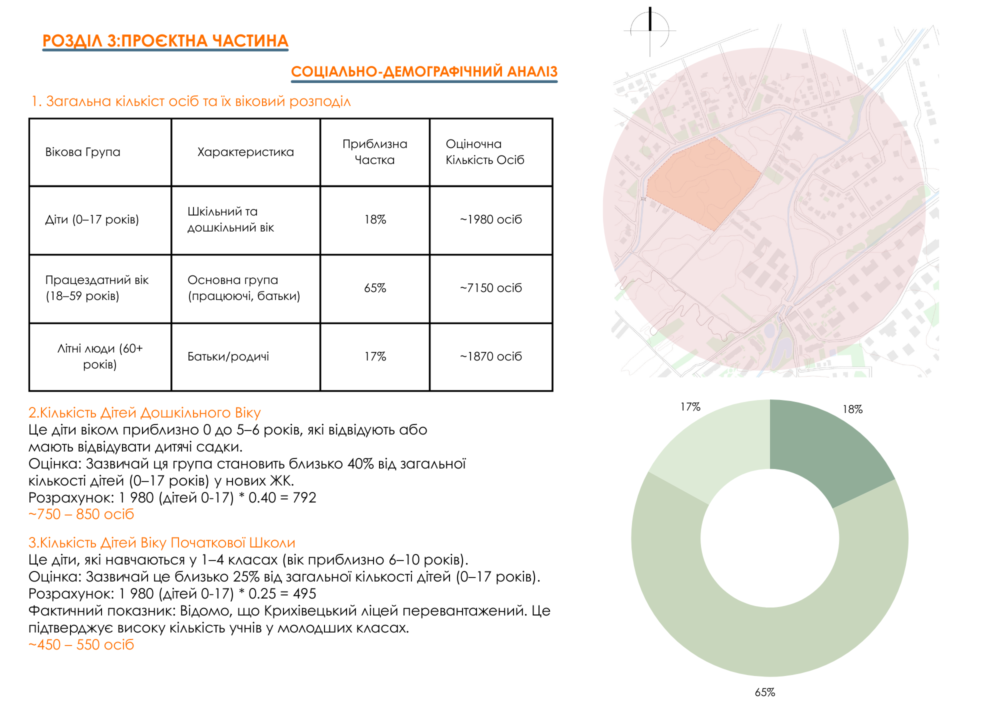 РОЗДІЛ 3:ПРОЄКТНА ЧАСТИНА
СОЦІАЛЬНО-ДЕМОГРАФІЧНИЙ АНАЛІЗ
1. Загальна кількіст осіб та їх віковий розподіл
Вікова Група
Характеристика
Приблизна
Частка
Оціночна
Кількість Осіб
Діти (0–17 років)
Шкільний та
дошкільний вік
18%
~1980 осіб
Працездатний вік
(18–59 років)
Основна група
(працюючі, батьки)
65%
~7150 осіб
Літні люди (60+
років)
Батьки/родичі
17%
~1870 осіб
2.Кількість Дітей Дошкільного Віку
Це діти віком приблизно 0 до 5–6 років, які відвідують або
мають відвідувати дитячі садки.
Оцінка: Зазвичай ця група становить близько 40% від загальної
кількості дітей (0–17 років) у нових ЖК.
Розрахунок: 1 980 (дітей 0-17) * 0.40 = 792
~750 – 850 осіб
3.Кількість Дітей Віку Початкової Школи
Це діти, які навчаються у 1–4 класах (вік приблизно 6–10 років).
Оцінка: Зазвичай це близько 25% від загальної кількості дітей (0–17 років).
Розрахунок: 1 980 (дітей 0-17) * 0.25 = 495
Фактичний показник: Відомо, що Крихівецький ліцей перевантажений. Це
підтверджує високу кількість учнів у молодших класах.
~450 – 550 осіб
17%
18%
65%